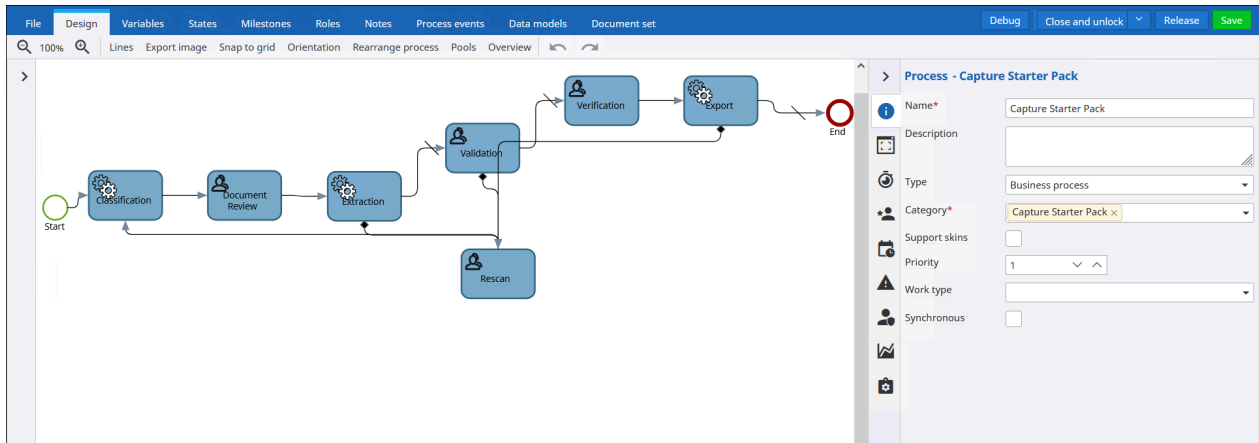 File Design Variables States Milestones Roles Notes Process events Data models Document set Debug Close and unlock Release Save
100% Lines Export image Snap to grid Orientation Rearrange process Pools Overview
Process - Capture Starter Pack
Name* Capture Starter Pack
Description
Type Business process
Category* Capture Starter Pack ×
Support skins
Priority 1
Work type
Synchronous
Start
Classification
Document
Review
Extraction
Validation
Verification
Export
End
Rescan